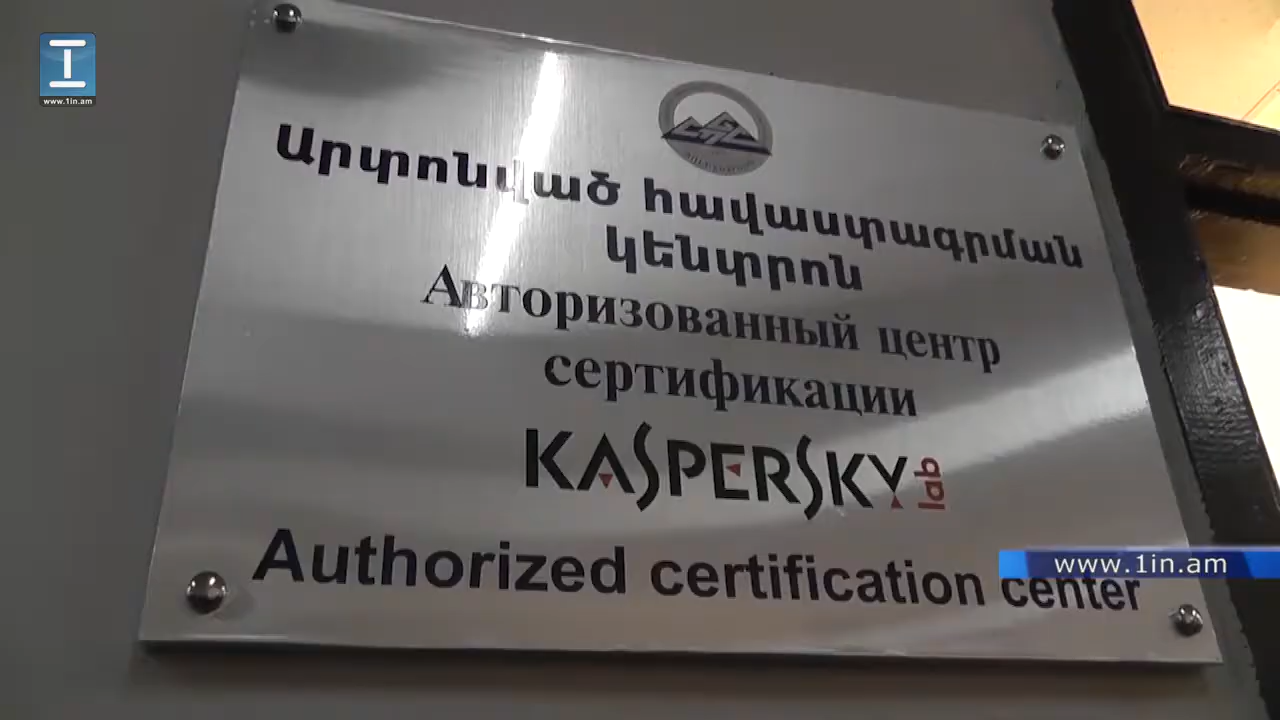 www.1in.am
Արտոնված հավաստագրման
կենտրոն
Авторизованный центр
сертификации
KASPERSKY lab
Authorized certification center
www.1in.am